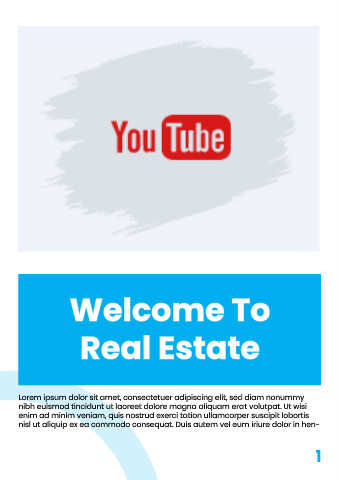 YouTube
Welcome To
Real Estate
Lorem ipsum dolor sit amet, consectetuer adipiscing elit, sed diam nonummy
nibh euismod tincidunt ut laoreet dolore magna aliquam erat volutpat. Ut wisi
enim ad minim veniam, quis nostrud exerci tation ullamcorper suscipit lobortis
nisl ut aliquip ex ea commodo consequat. Duis autem vel eum iriure dolor in hen-
1